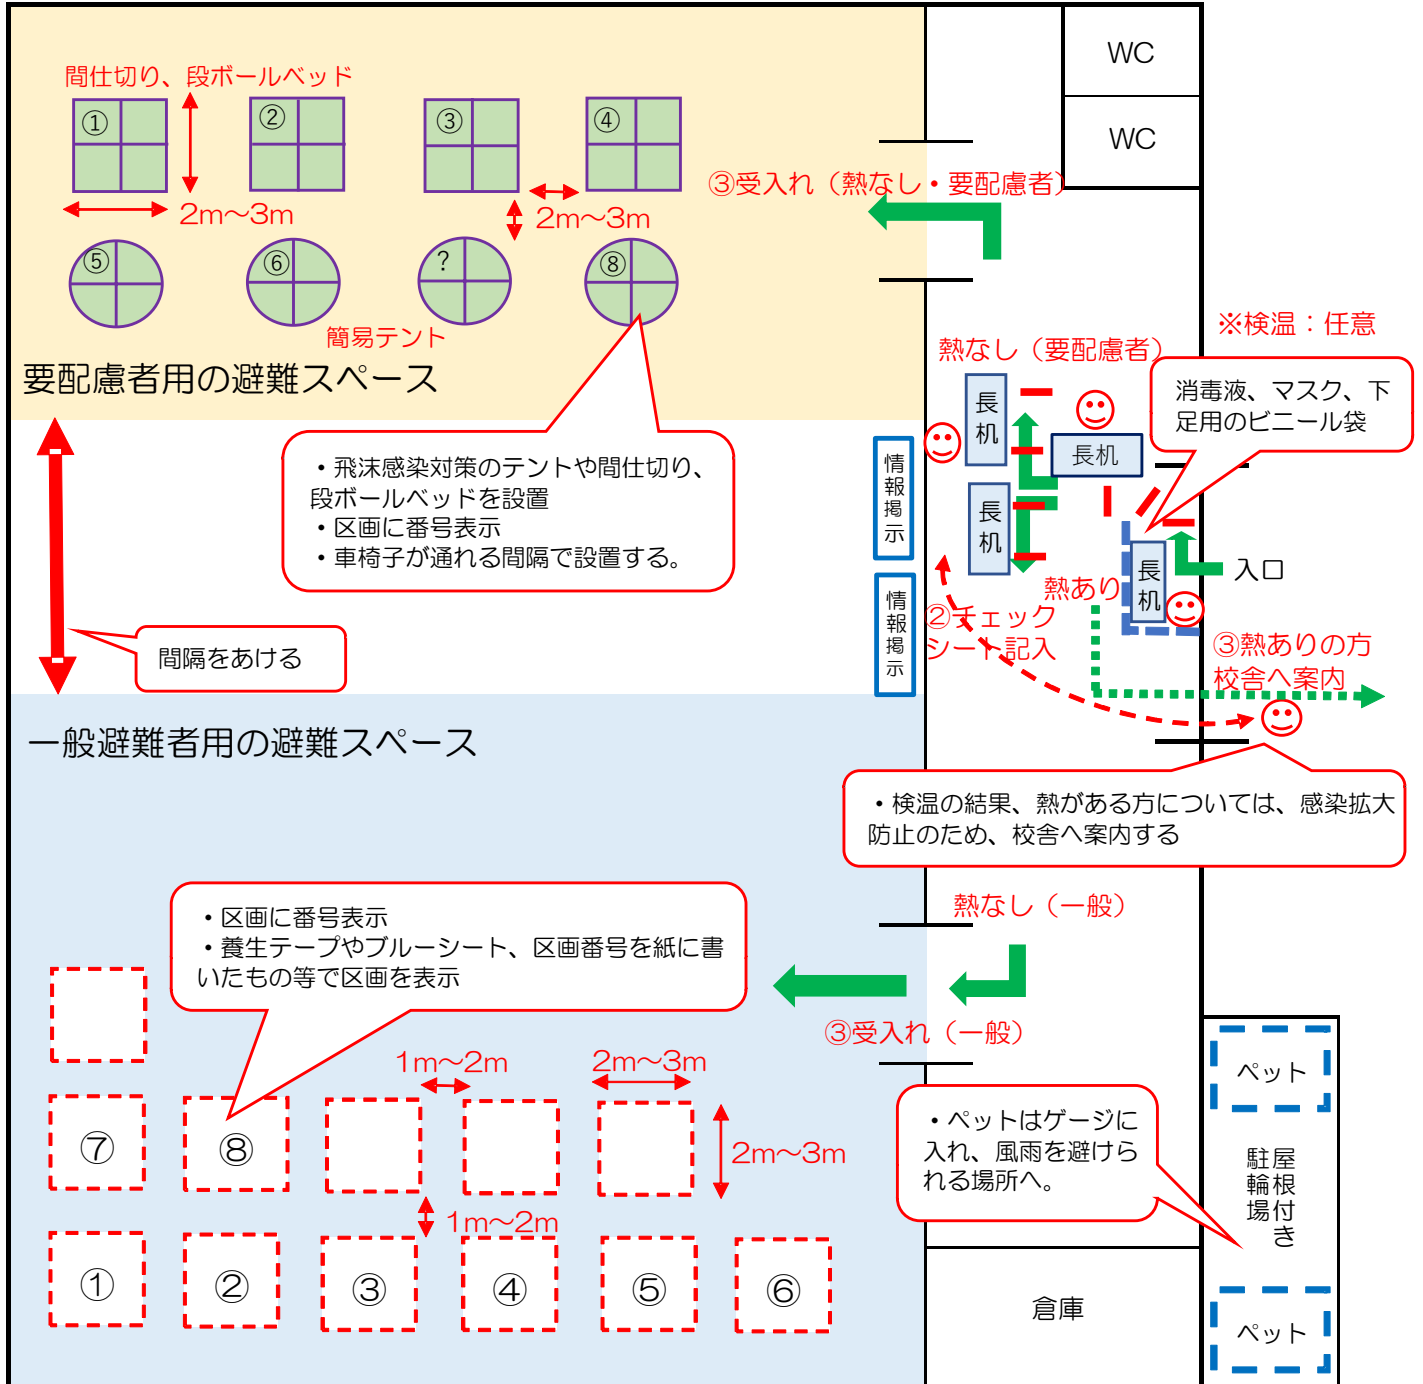 間仕切り、段ボールベッド
①
②
③
④
2m～3m
2m～3m
⑤
⑥
?
⑧
簡易テント
要配慮者用の避難スペース
・飛沫感染対策のテントや間仕切り、
段ボールベッドを設置
・区画に番号表示
・車椅子が通れる間隔で設置する。
間隔をあける
WC
WC
③受入れ（熱なし・要配慮者）
※検温：任意
熱なし（要配慮者）
消毒液、マスク、下
足用のビニール袋
長机
長机
長机
長机
情報掲示
情報掲示
入口
熱あり
②チェック
シート記入
③熱ありの方
校舎へ案内
・検温の結果、熱がある方については、感染拡大
防止のため、校舎へ案内する
一般避難者用の避難スペース
・区画に番号表示
・養生テープやブルーシート、区画番号を紙に書
いたもの等で区画を表示
熱なし（一般）
③受入れ（一般）
1m～2m
2m～3m
2m～3m
1m～2m
⑦
⑧
①
②
③
④
⑤
⑥
・ペットはゲージに
入れ、風雨を避けら
れる場所へ。
ペット
屋根付き
駐輪場
ペット
倉庫